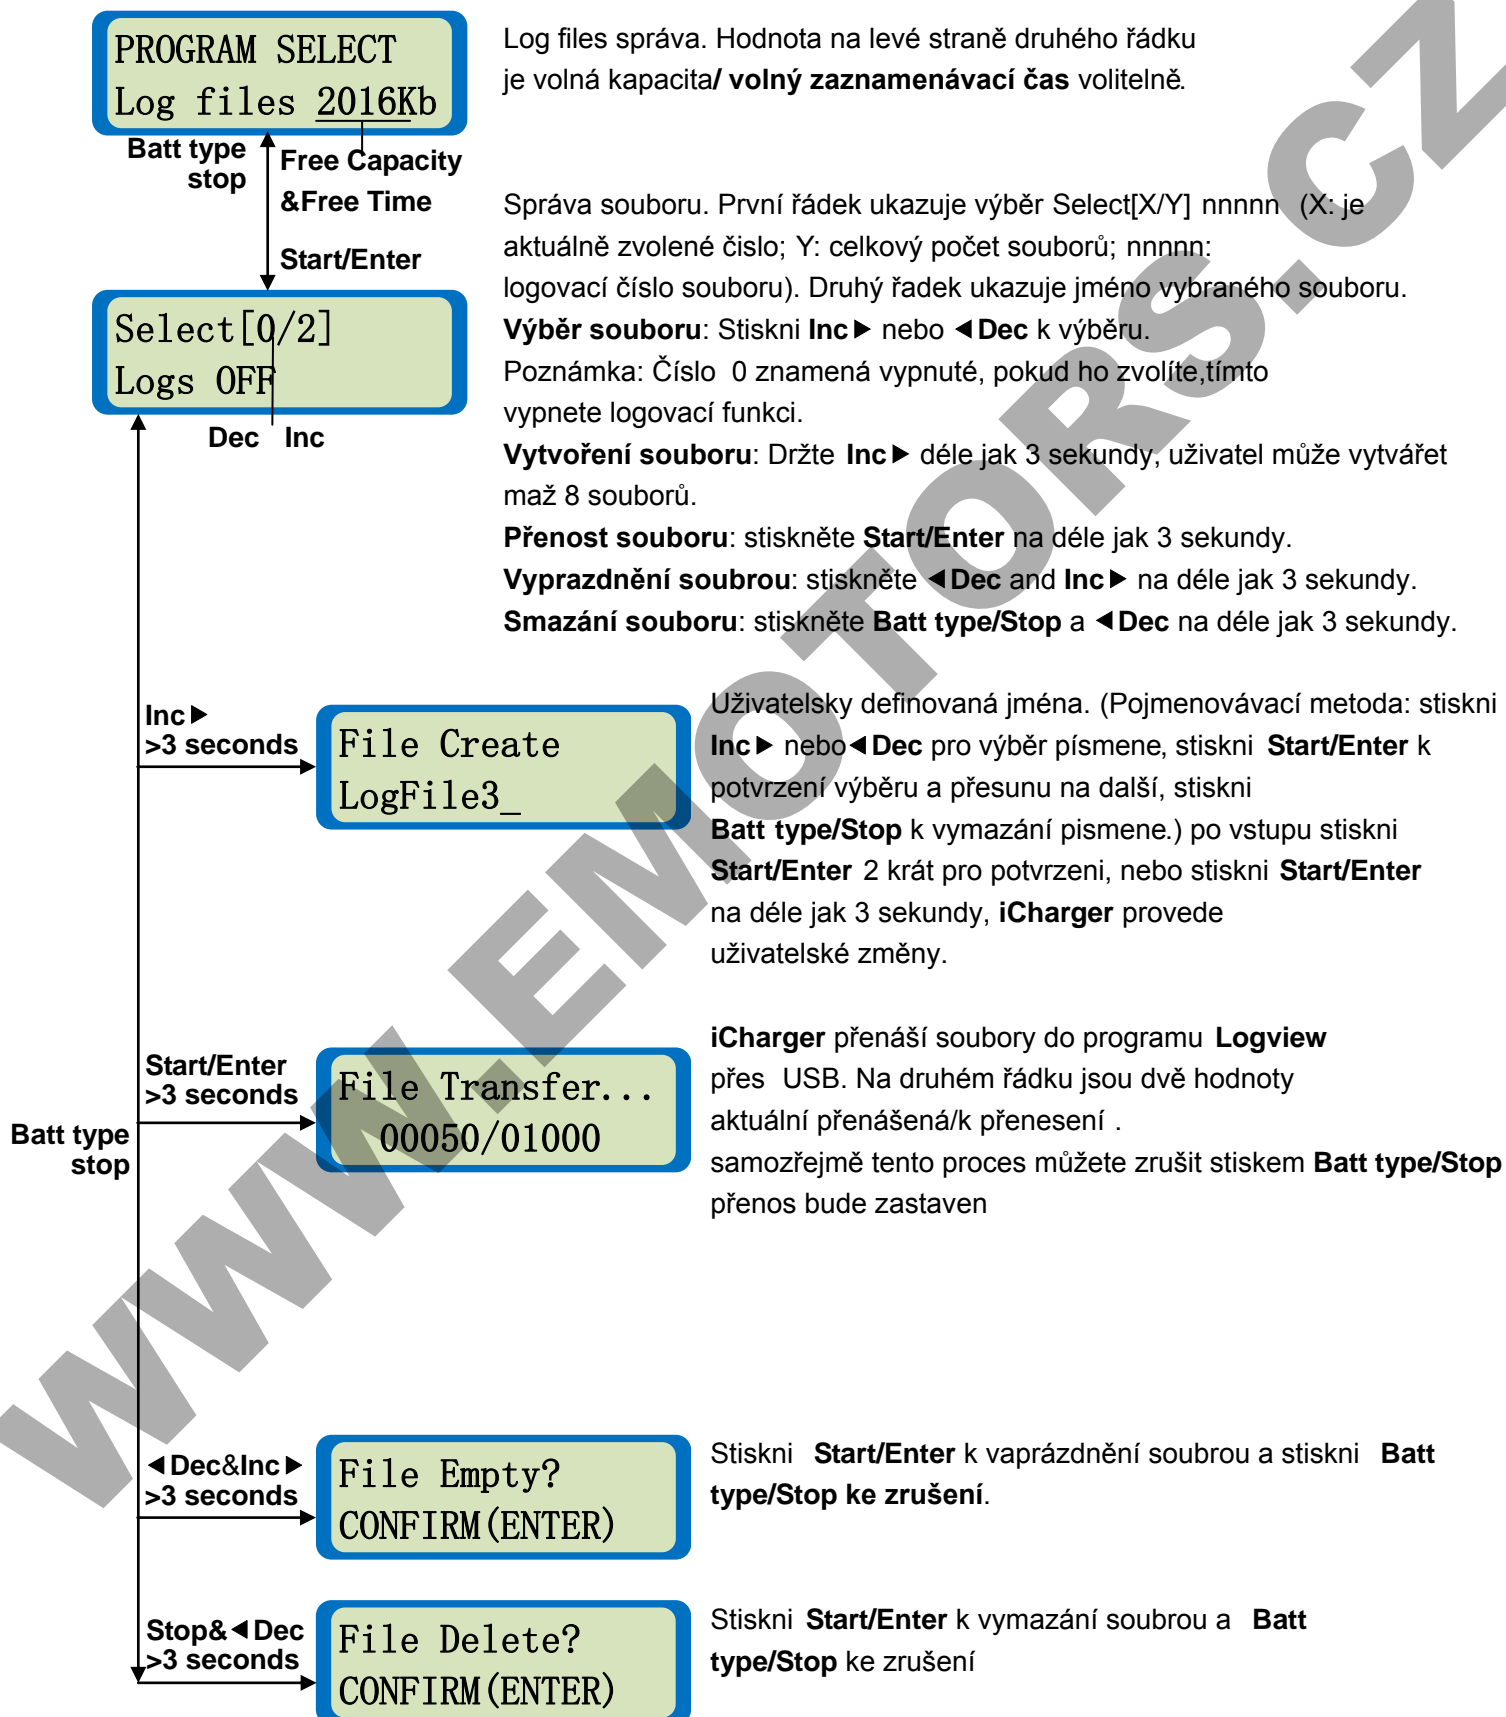 PROGRAM SELECT
Log files 2016Kb
Log files správa. Hodnota na levé straně druhého řádku
je volná kapacita/ volný zaznamenávací čas volitelně.
Batt type
stop
Free Capacity
&Free Time
Start/Enter
Správa souboru. První řádek ukazuje výběr Select[X/Y] nnnnn (X: je
aktuálně zvolené čislo; Y: celkový počet souborů; nnnnn:
logovací číslo souboru). Druhý řadek ukazuje jméno vybraného souboru.
Výběr souboru: Stiskni Inc► nebo ◄Dec k výběru.
Poznámka: Číslo 0 znamená vypnuté, pokud ho zvolíte,tímto
vypnete logovací funkci.
Vytvoření souboru: Držte Inc► déle jak 3 sekundy, uživatel může vytvářet
maž 8 souborů.
Přenost souboru: stiskněte Start/Enter na déle jak 3 sekundy.
Vyprazdnění soubrou: stiskněte ◄Dec and Inc► na déle jak 3 sekundy.
Smazání souboru: stiskněte Batt type/Stop a ◄Dec na déle jak 3 sekundy.
Select[0/2]
Logs OFF
Dec Inc
Inc►
>3 seconds
File Create
LogFile3_
Uživatelsky definovaná jména. (Pojmenovávací metoda: stiskni
Inc► nebo◄Dec pro výběr písmene, stiskni Start/Enter k
potvrzení výběru a přesunu na další, stiskni
Batt type/Stop k vymazání pismene.) po vstupu stiskni
Start/Enter 2 krát pro potvrzeni, nebo stiskni Start/Enter
na déle jak 3 sekundy, iCharger provede
uživatelské změny.
Start/Enter
>3 seconds
File Transfer...
00050/01000
iCharger přenáší soubory do programu Logview
přes USB. Na druhém řádku jsou dvě hodnoty
aktuální přenášená/k přenesení .
samozřejmě tento proces můžete zrušit stiskem Batt type/Stop
přenos bude zastaven
Batt type
stop
◄Dec&Inc►
>3 seconds
File Empty?
CONFIRM(ENTER)
Stiskni Start/Enter k vaprázdnění soubrou a stiskni Batt
type/Stop ke zrušení.
Stop&◄Dec
>3 seconds
File Delete?
CONFIRM(ENTER)
Stiskni Start/Enter k vymazání soubrou a Batt
type/Stop ke zrušení
www.EMOTORS.CZ